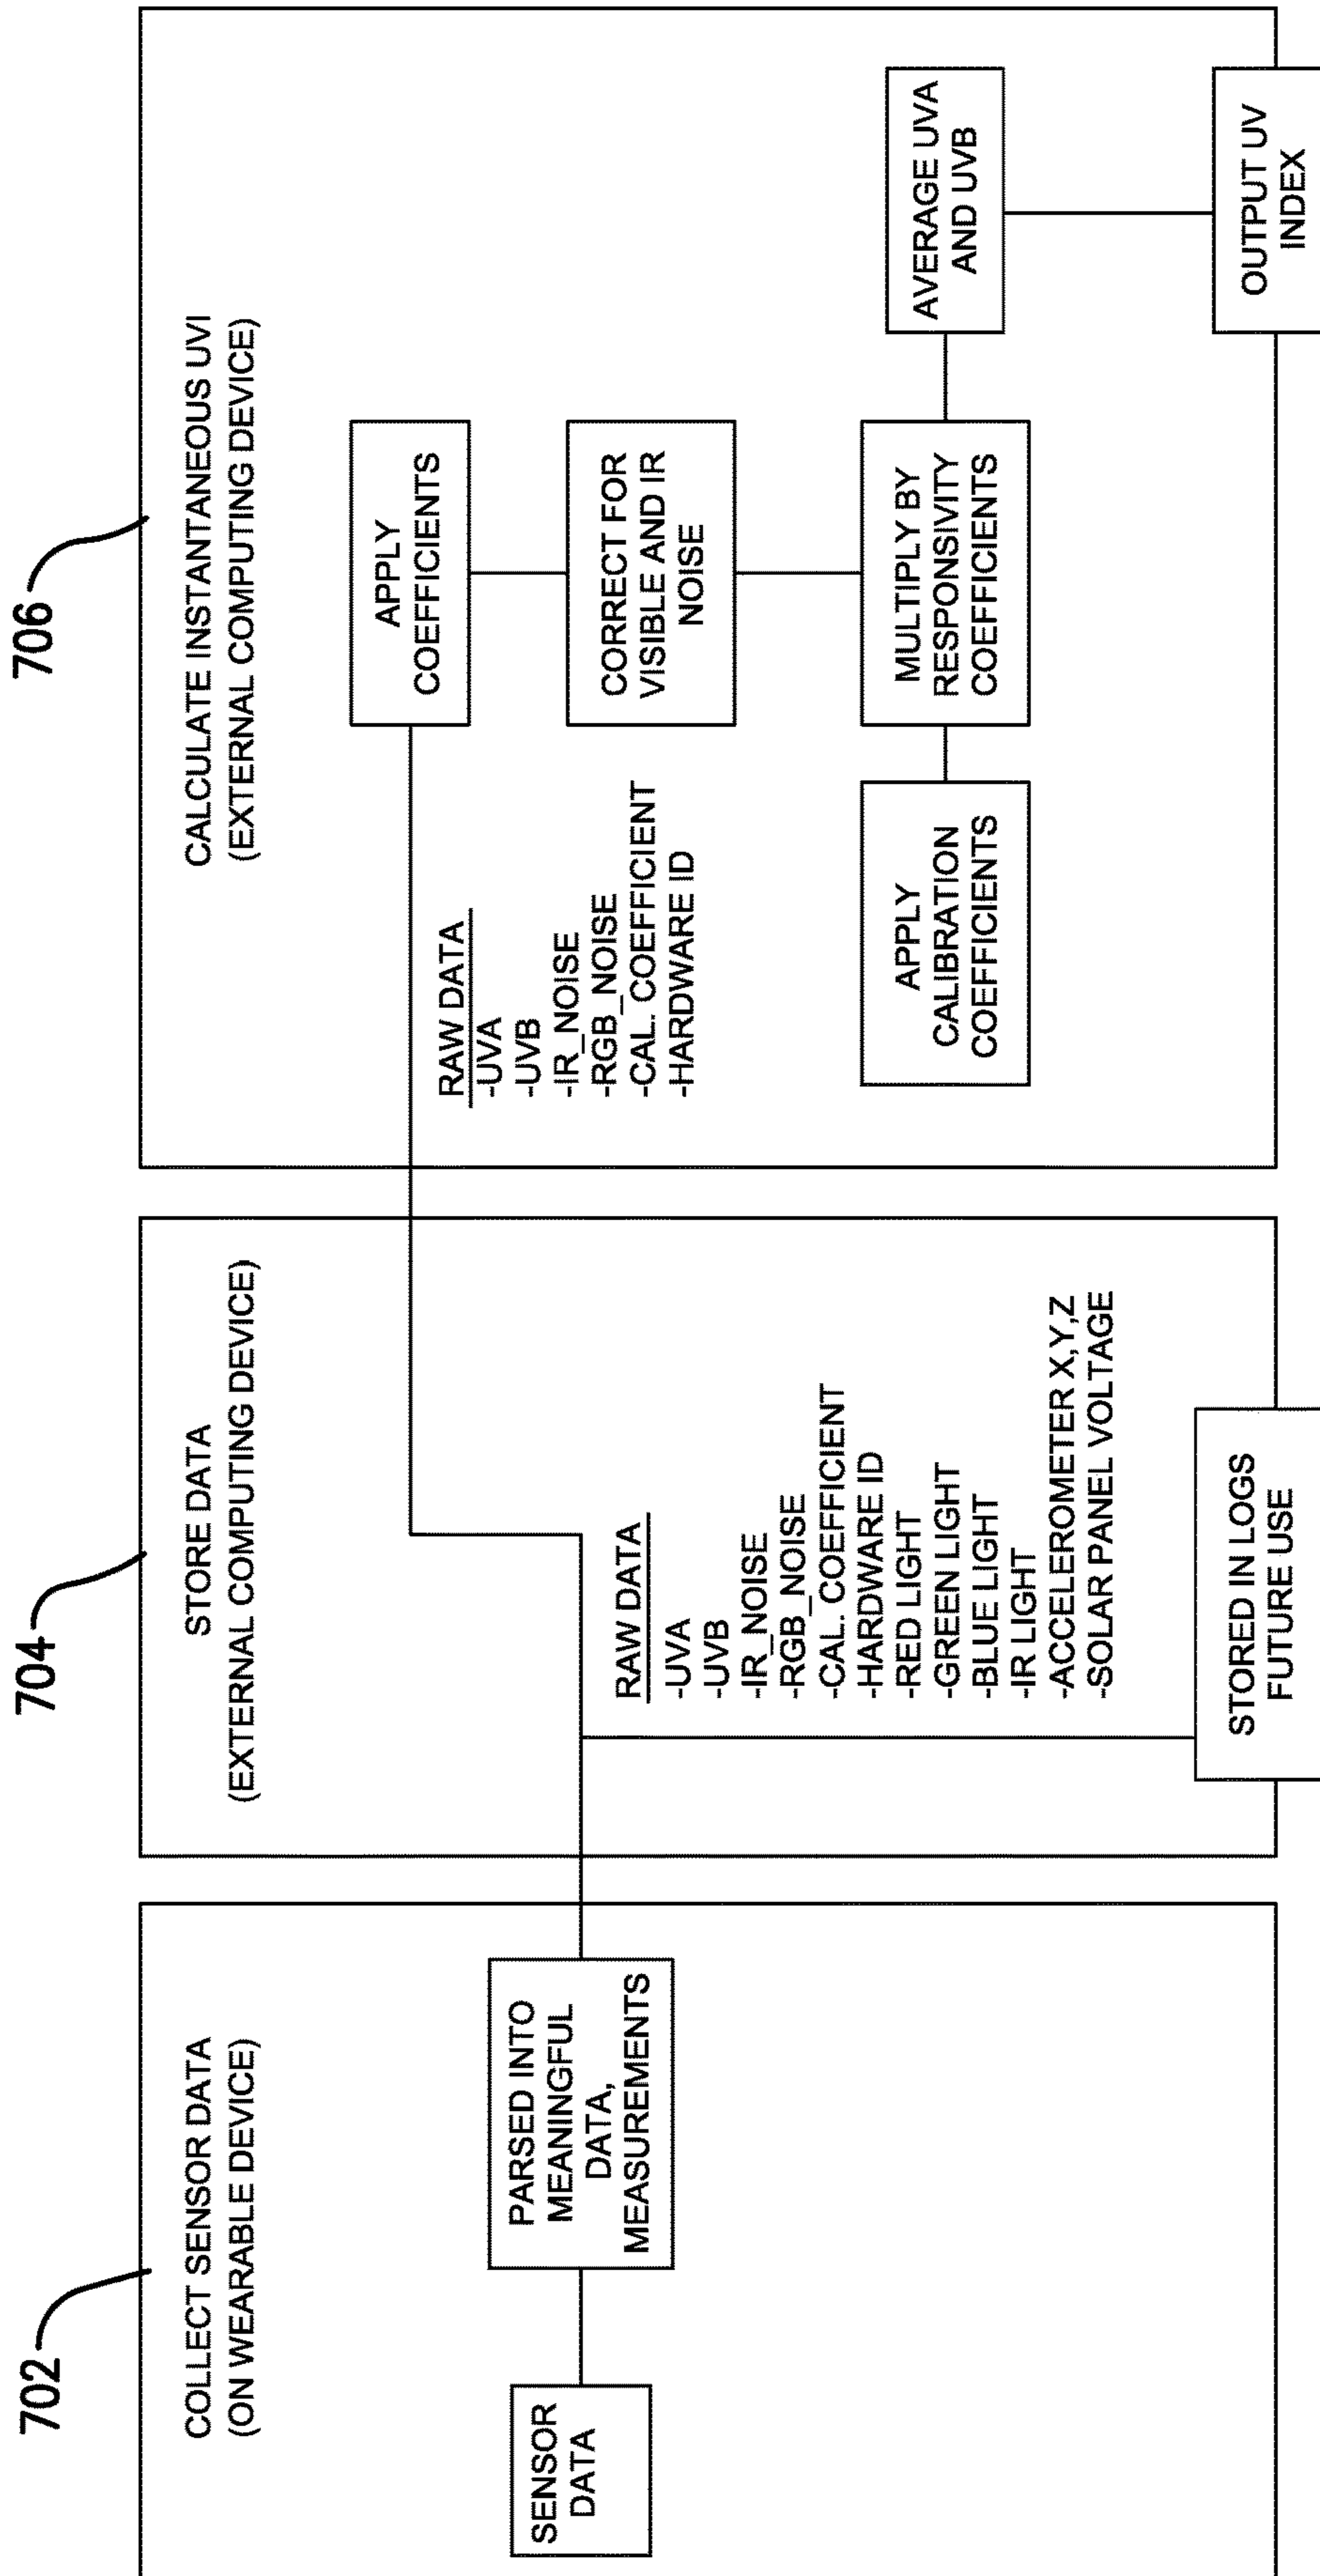 702
COLLECT SENSOR DATA
(ON WEARABLE DEVICE)
SENSOR
DATA
PARSED INTO
MEANINGFUL
DATA,
MEASUREMENTS
704
STORE DATA
(EXTERNAL COMPUTING DEVICE)
RAW DATA
-UVA
-UVB
-IR_NOISE
-RGB_NOISE
-CAL. COEFFICIENT
-HARDWARE ID
-RED LIGHT
-GREEN LIGHT
-BLUE LIGHT
-IR LIGHT
-ACCELEROMETER X,Y,Z
-SOLAR PANEL VOLTAGE
STORED IN LOGS
FUTURE USE
706
CALCULATE INSTANTANEOUS UVI
(EXTERNAL COMPUTING DEVICE)
RAW DATA
-UVA
-UVB
-IR_NOISE
-RGB_NOISE
-CAL. COEFFICIENT
-HARDWARE ID
APPLY
COEFFICIENTS
CORRECT FOR
VISIBLE AND IR
NOISE
APPLY
CALIBRATION
COEFFICIENTS
MULTIPLY BY
RESPONSIVITY
COEFFICIENTS
AVERAGE UVA
AND UVB
OUTPUT UV
INDEX